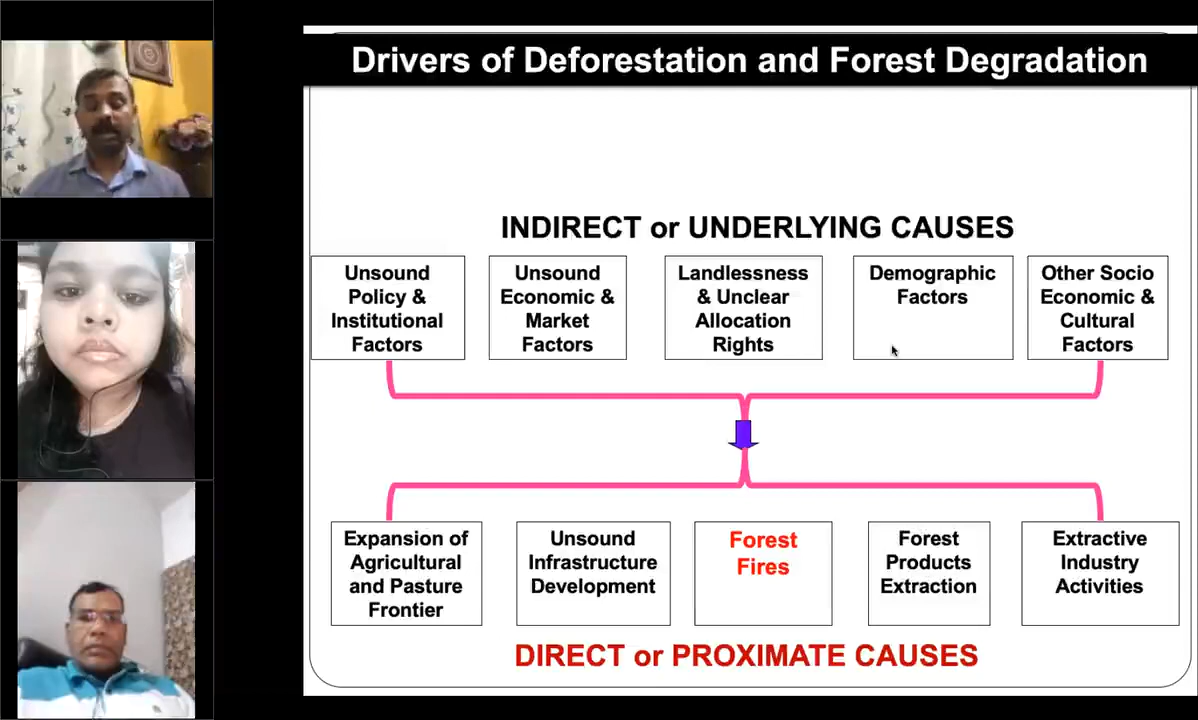 Drivers of Deforestation and Forest Degradation
INDIRECT or UNDERLYING CAUSES
Unsound
Policy &
Institutional
Factors
Unsound
Economic &
Market
Factors
Landlessness
& Unclear
Allocation
Rights
Demographic
Factors
Other Socio
Economic &
Cultural
Factors
Expansion of
Agricultural
and Pasture
Frontier
Unsound
Infrastructure
Development
Forest
Fires
Forest
Products
Extraction
Extractive
Industry
Activities
DIRECT or PROXIMATE CAUSES